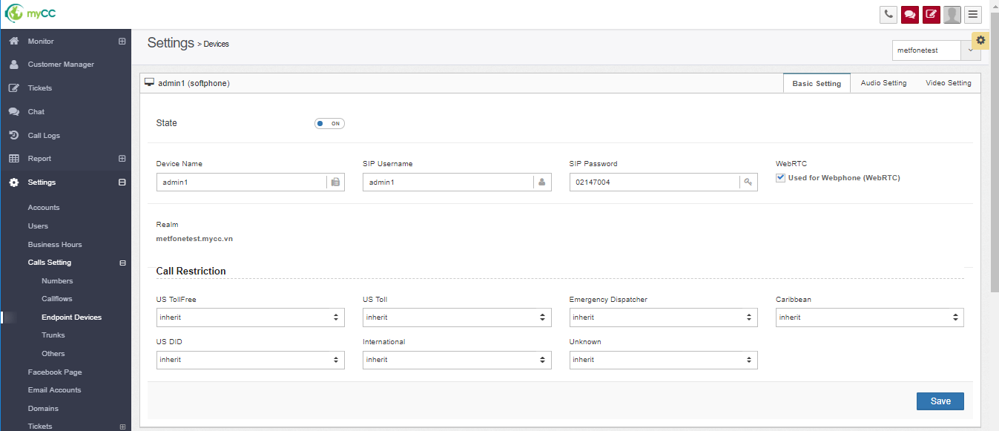 myCC
Monitor
Customer Manager
Tickets
Chat
Call Logs
Report
Settings
Accounts
Users
Business Hours
Calls Setting
Numbers
Callflows
Endpoint Devices
Trunks
Others
Facebook Page
Email Accounts
Domains
Tickets
Settings > Devices
metfonetest
admin1 (softphone)
Basic Setting Audio Setting Video Setting
State ON
Device Name SIP Username SIP Password WebRTC
admin1 admin1 02147004 Used for Webphone (WebRTC)
Realm
metfonetest.mycc.vn
Call Restriction
US TollFree US Toll Emergency Dispatcher Caribbean
inherit inherit inherit inherit
US DID International Unknown
inherit inherit inherit
Save